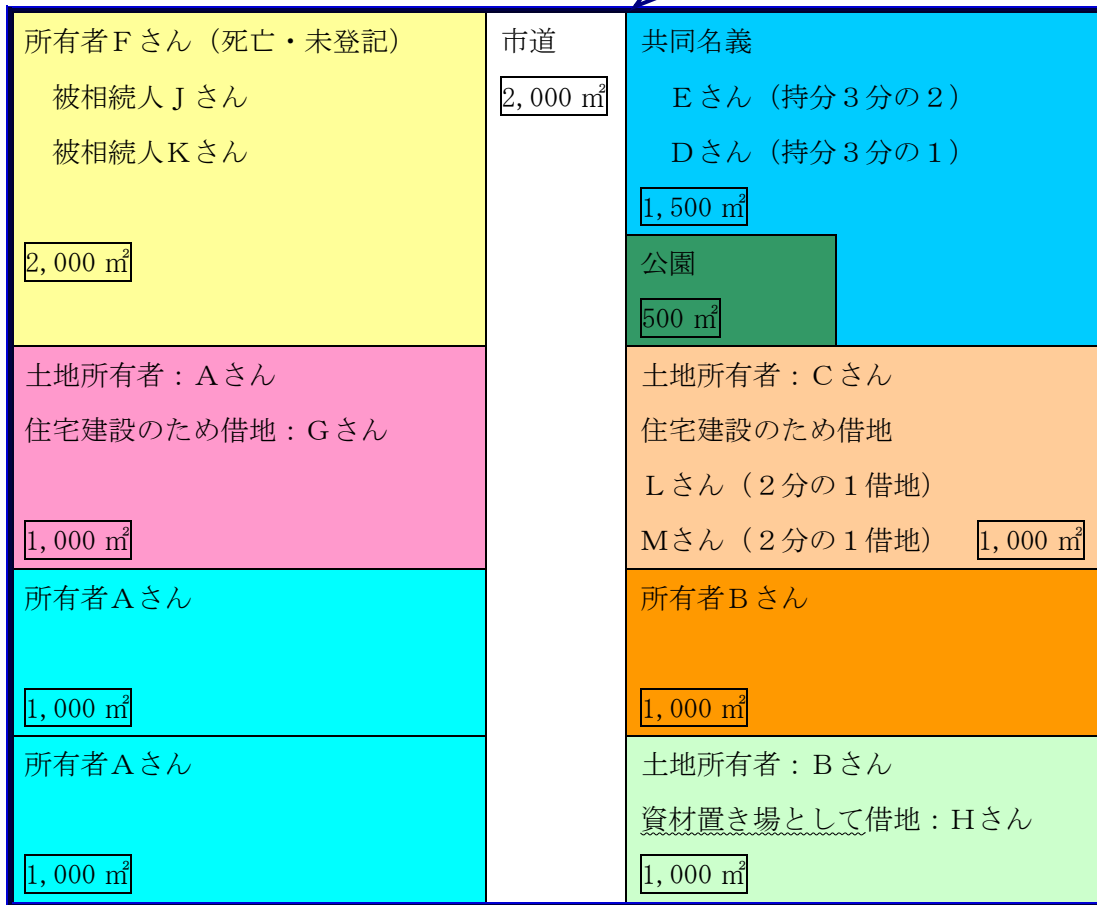 所有者Fさん（死亡・未登記）
被相続人Jさん
被相続人Kさん
2,000 ㎡
市道
2,000 ㎡
共同名義
Eさん（持分３分の２）
Dさん（持分３分の１）
1,500 ㎡
公園
500 ㎡
土地所有者：Aさん
住宅建設のため借地：Gさん
1,000 ㎡
土地所有者：Cさん
住宅建設のため借地
Lさん（２分の１借地）
Mさん（２分の１借地） 1,000 ㎡
所有者Aさん
1,000 ㎡
所有者Bさん
1,000 ㎡
所有者Aさん
1,000 ㎡
土地所有者：Bさん
資材置き場として借地：Hさん
1,000 ㎡